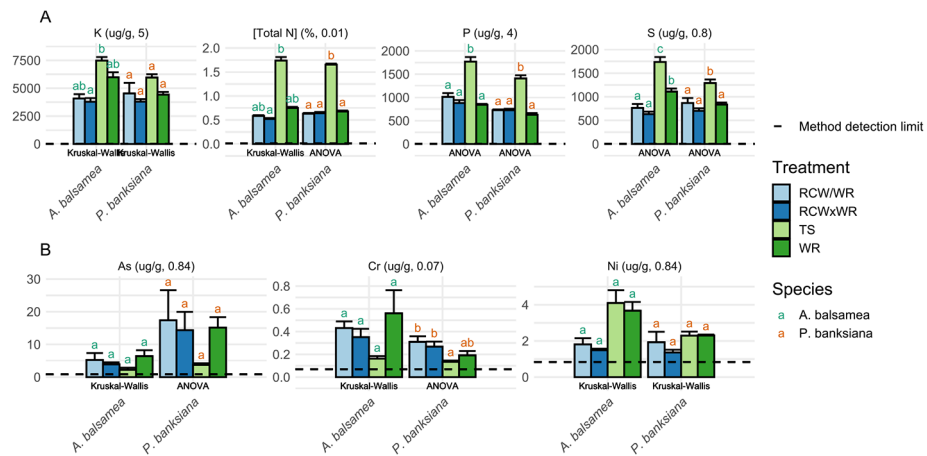 A
K (ug/g, 5)
[Total N] (%, 0.01)
P (ug/g, 4)
S (ug/g, 0.8)
7500
5000
2500
0
ab a b ab a a a a
Kruskal-Wallis Kruskal-Wallis
A. balsamea
P. banksiana
2.0
1.5
1.0
0.5
0.0
ab a b ab a a b a
Kruskal-Wallis ANOVA
A. balsamea
P. banksiana
2000
1500
1000
500
0
a a b a a a b a
ANOVA ANOVA
A. balsamea
P. banksiana
2000
1500
1000
500
0
a a c b a a b a
ANOVA ANOVA
A. balsamea
P. banksiana
Method detection limit
Treatment
RCW/WR
RCWxWR
TS
WR
Species
a A. balsamea
a P. banksiana
B
As (ug/g, 0.84)
Cr (ug/g, 0.07)
Ni (ug/g, 0.84)
30
20
10
0
a a a a a a a a
Kruskal-Wallis ANOVA
A. balsamea
P. banksiana
0.8
0.6
0.4
0.2
0.0
a a a a b b a ab
Kruskal-Wallis ANOVA
A. balsamea
P. banksiana
4
2
0
a a a a a a a a
Kruskal-Wallis Kruskal-Wallis
A. balsamea
P. banksiana